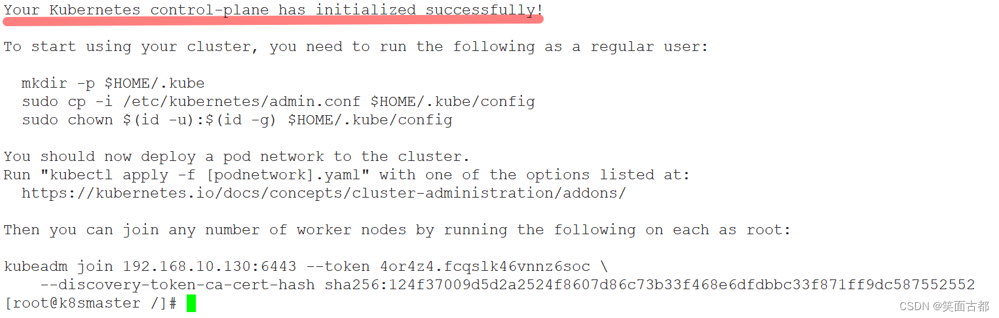 Your Kubernetes control-plane has initialized successfully!
To start using your cluster, you need to run the following as a regular user:
mkdir -p $HOME/.kube
sudo cp -i /etc/kubernetes/admin.conf $HOME/.kube/config
sudo chown $(id -u):$(id -g) $HOME/.kube/config
You should now deploy a pod network to the cluster.
Run "kubectl apply -f [podnetwork].yaml" with one of the options listed at:
https://kubernetes.io/docs/concepts/cluster-administration/addons/
Then you can join any number of worker nodes by running the following on each as root:
kubeadm join 192.168.10.130:6443 --token 4or4z4.fcqslk46vnnz6soc \
--discovery-token-ca-cert-hash sha256:124f37009d5d2a2524f8607d86c73b33f468e6dfdbbc33f871ff9dc587552552
[root@k8smaster /]#
CSDN @笑面古都